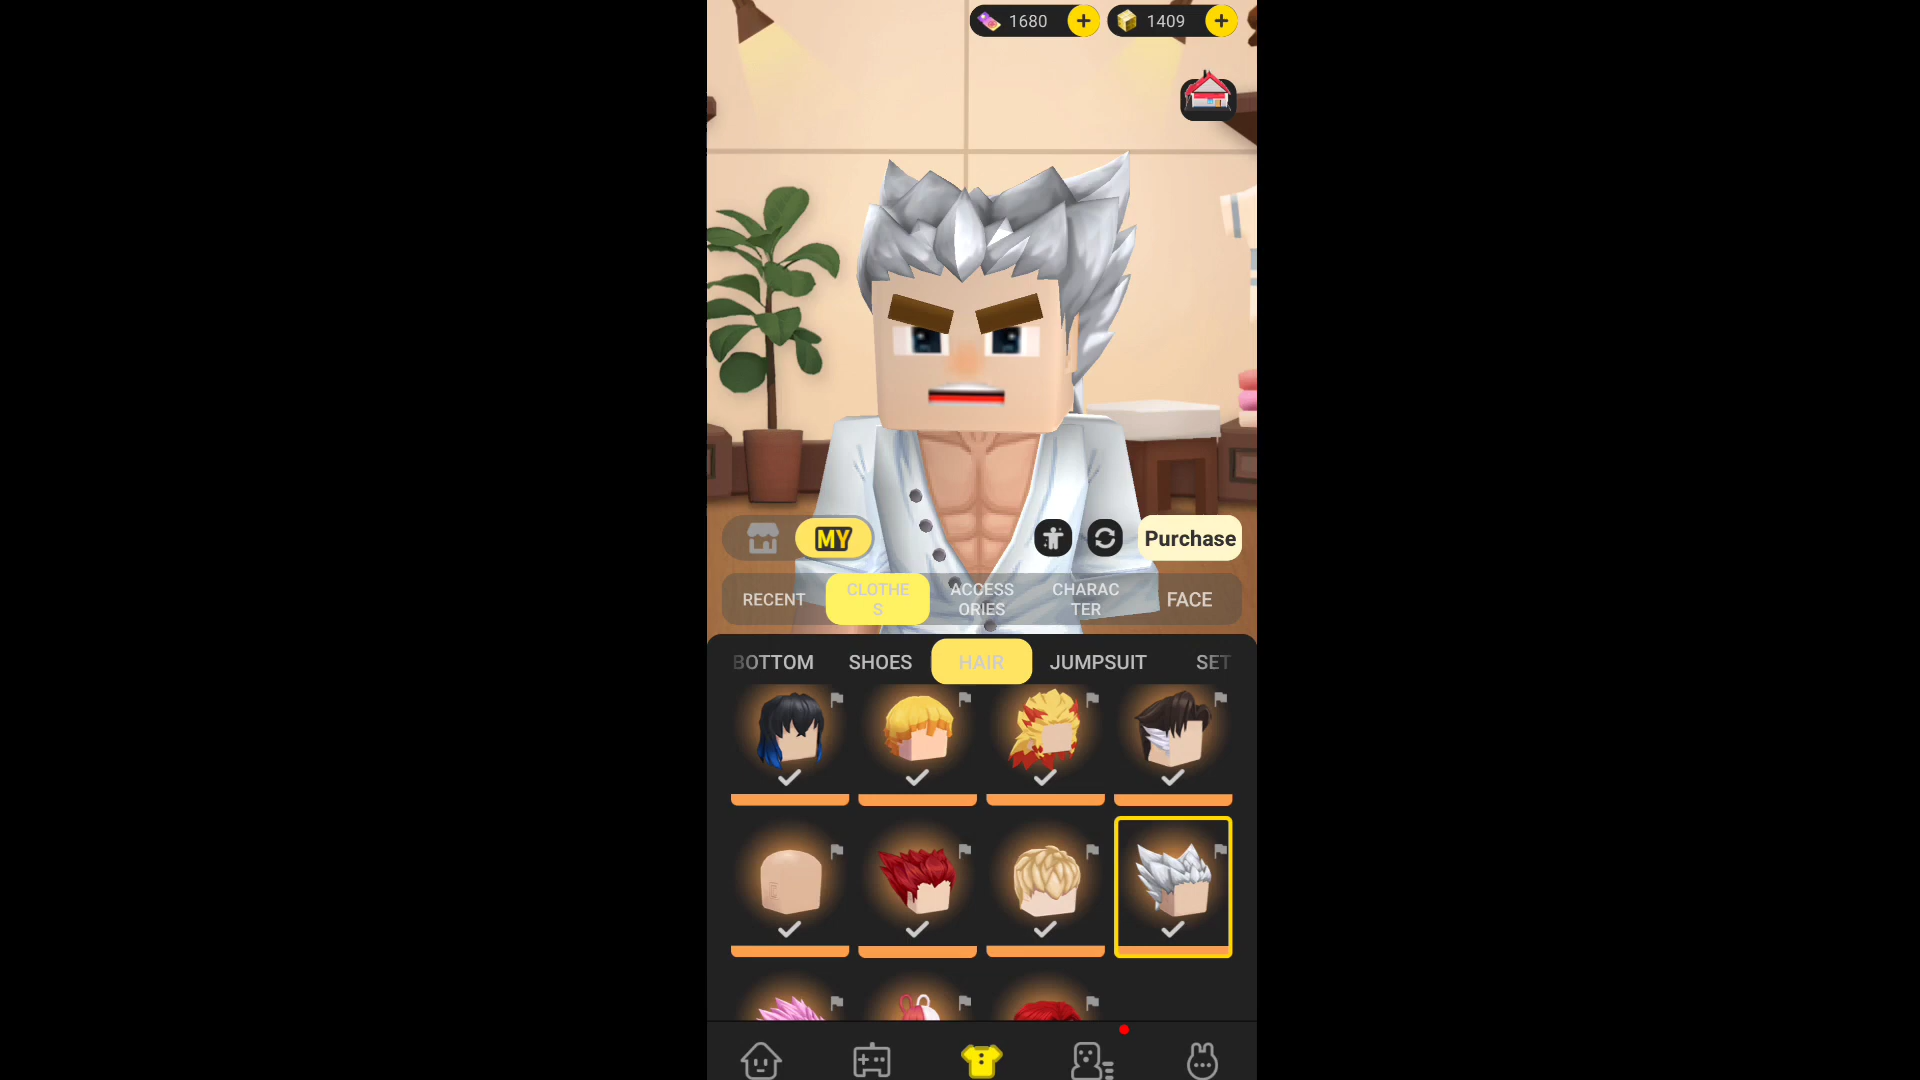 1680
1409
MY
Purchase
RECENT
CLOTHE
S
ACCESS
ORIES
CHARAC
TER
FACE
BOTTOM
SHOES
HAIR
JUMPSUIT
SET